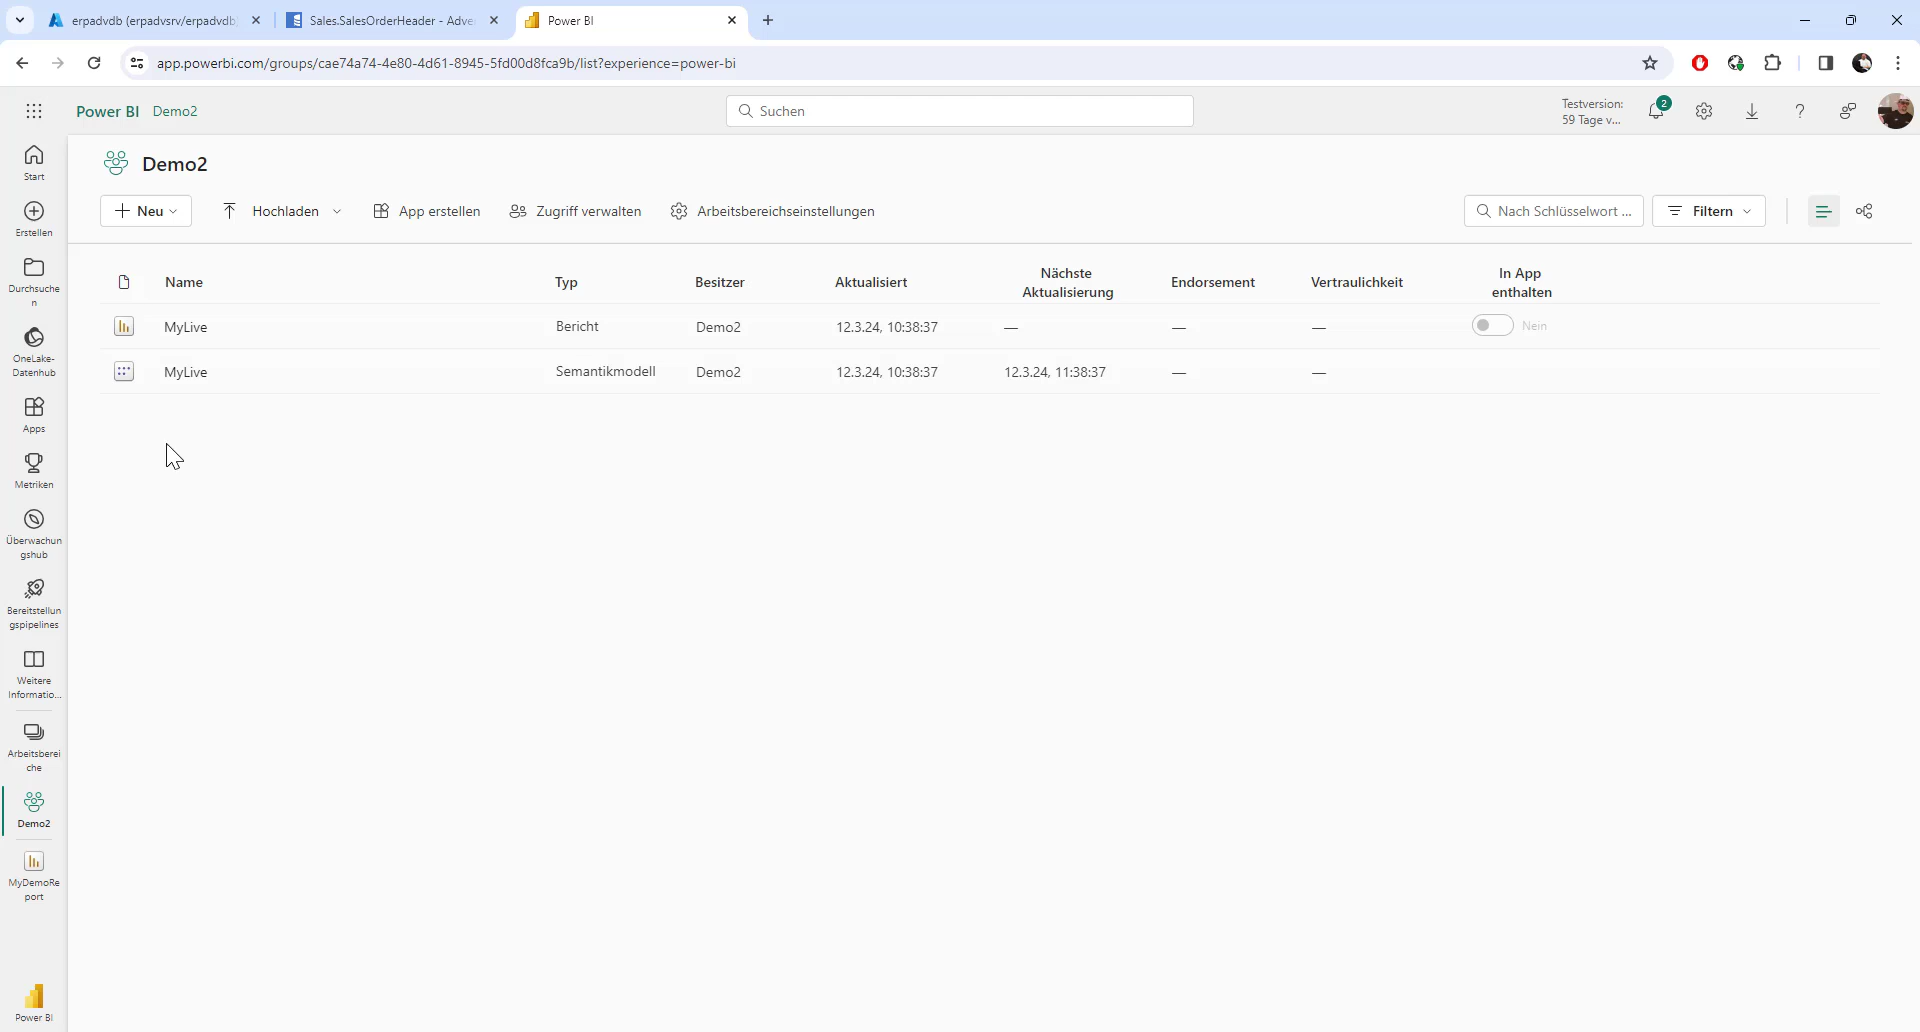 erpadvdb (erpadvsrv/erpadvdb
Sales.SalesOrderHeader - Adve
Power BI
app.powerbi.com/groups/cae74a74-4e80-4d61-8945-5fd00d8fca9b/list?experience=power-bi
Power BI Demo2
Suchen
Testversion:
59 Tage v...
2
Start
Erstellen
Durchsuche
n
OneLake-
Datenhub
Apps
Metriken
Überwachun
gshub
Bereitstellun
gspipelines
Weitere
Informatio...
Arbeitsberei
che
Demo2
MyDemoRe
port
Power BI
Demo2
Neu
Hochladen
App erstellen
Zugriff verwalten
Arbeitsbereichseinstellungen
Nach Schlüsselwort ...
Filtern
Name Typ Besitzer Aktualisiert Nächste Aktualisierung Endorsement Vertraulichkeit In App enthalten
MyLive Bericht Demo2 12.3.24, 10:38:37 — — — Nein
MyLive Semantikmodell Demo2 12.3.24, 10:38:37 12.3.24, 11:38:37 — —